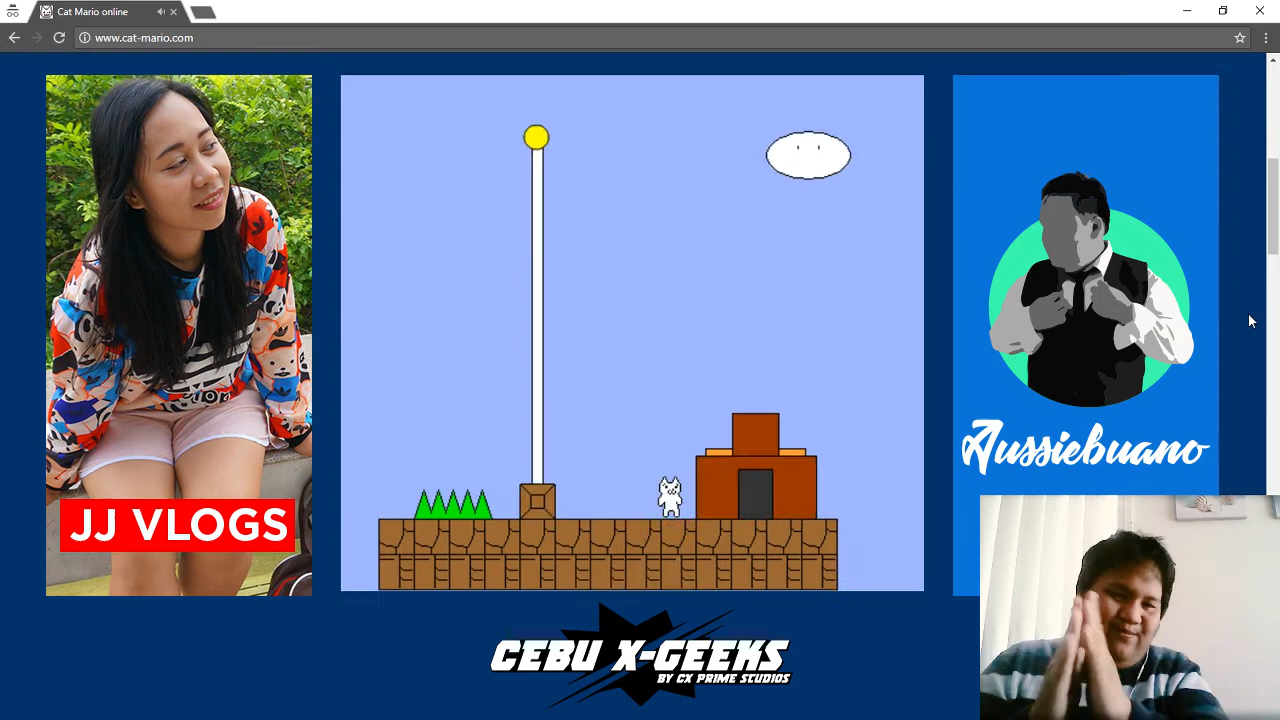 Cat Mario online
www.cat-mario.com
JJ VLOGS
Aussiebuano
CEBU X-GEEKS
BY CX PRIME STUDIOS